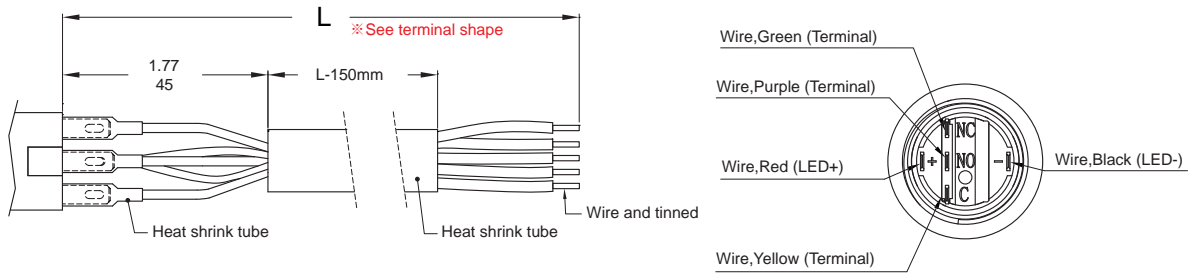 L
※See terminal shape
1.77
45
L-150mm
Heat shrink tube
Heat shrink tube
Wire and tinned
Wire,Green (Terminal)
Wire,Purple (Terminal)
Wire,Red (LED+)
Wire,Black (LED-)
Wire,Yellow (Terminal)
NC
+ NO -
C